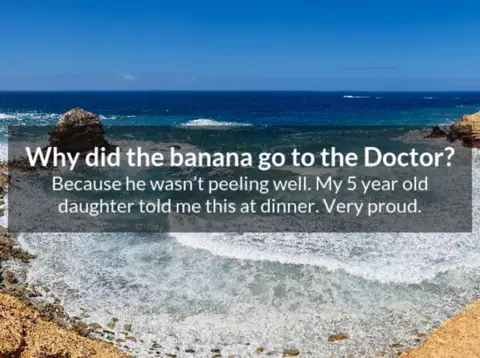 Why did the banana go to the Doctor?
Because he wasn't peeling well. My 5 year old
daughter told me this at dinner. Very proud.